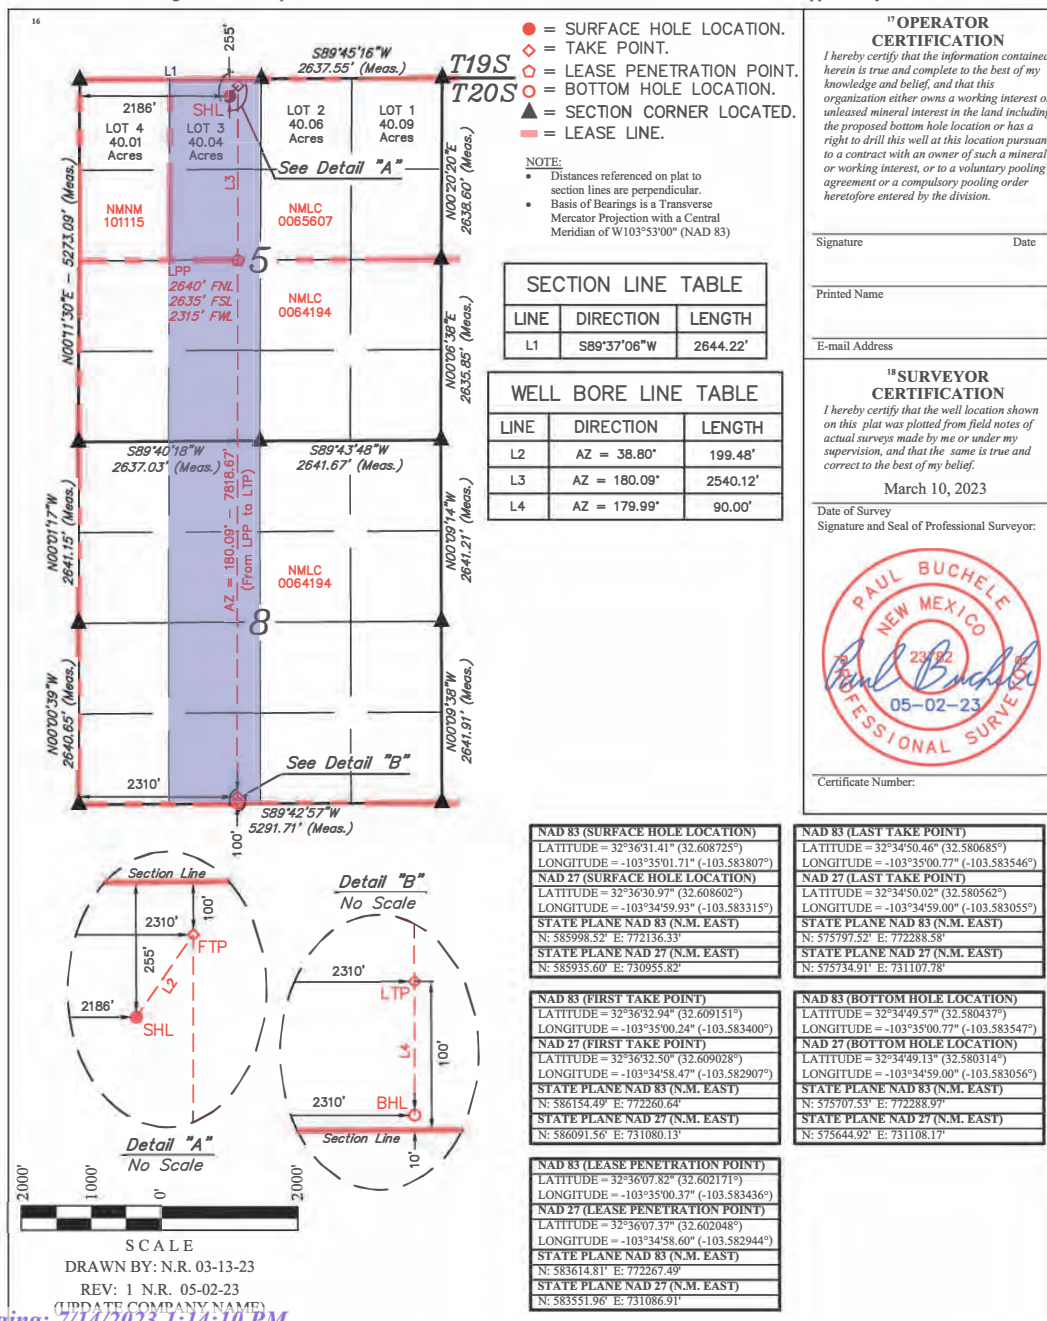 16
255'
S89°45'16"W
2637.55' (Meas.)
L1
T19S
T20S
2186'
SHL
LOT 4
40.01
Acres
LOT 3
40.04
Acres
LOT 2
40.06
Acres
LOT 1
40.09
Acres
See Detail "A"
L3
N00°20'20"E
2638.60' (Meas.)
N00°11'30"E - 5273.09' (Meas.)
NMNM
101115
NMLC
0065607
5
LPP
2640' FNL
2635' FSL
2315' FWL
NMLC
0064194
N00°06'38"E
2635.85' (Meas.)
S89°40'18"W
2637.03' (Meas.)
S89°43'48"W
2641.67' (Meas.)
AZ = 180.09° - 7818.67'
(From LPP to LTP)
N00°01'17"W
2641.15' (Meas.)
N00°09'14"W
2641.21' (Meas.)
NMLC
0064194
8
N00°00'39"W
2640.65' (Meas.)
N00°09'38"W
2641.91' (Meas.)
See Detail "B"
2310'
S89°42'57"W
5291.71' (Meas.)
100'
= SURFACE HOLE LOCATION.
= TAKE POINT.
= LEASE PENETRATION POINT.
= BOTTOM HOLE LOCATION.
= SECTION CORNER LOCATED.
= LEASE LINE.
NOTE:
• Distances referenced on plat to
section lines are perpendicular.
• Basis of Bearings is a Transverse
Mercator Projection with a Central
Meridian of W103°53'00" (NAD 83)
SECTION LINE TABLE
LINE DIRECTION LENGTH
L1 S89°37'06"W 2644.22'
WELL BORE LINE TABLE
LINE DIRECTION LENGTH
L2 AZ = 38.80° 199.48'
L3 AZ = 180.09° 2540.12'
L4 AZ = 179.99° 90.00'
17 OPERATOR
CERTIFICATION
I hereby certify that the information contained
herein is true and complete to the best of my
knowledge and belief, and that this
organization either owns a working interest o
unleased mineral interest in the land including
the proposed bottom hole location or has a
right to drill this well at this location pursuan
to a contract with an owner of such a mineral
or working interest, or to a voluntary pooling
agreement or a compulsory pooling order
heretofore entered by the division.
Signature Date
Printed Name
E-mail Address
18 SURVEYOR
CERTIFICATION
I hereby certify that the well location shown
on this plat was plotted from field notes of
actual surveys made by me or under my
supervision, and that the same is true and
correct to the best of my belief.
March 10, 2023
Date of Survey
Signature and Seal of Professional Surveyor:
PAUL BUCHELE
NEW MEXICO
23782
Paul Buchele
05-02-23
PROFESSIONAL SURVEYOR
Certificate Number:
Section Line
2310'
100'
FTP
255'
L2
2186'
SHL
Detail "A"
No Scale
Detail "B"
No Scale
2310'
LTP
L4
100'
2310'
BHL
Section Line
10'
NAD 83 (SURFACE HOLE LOCATION)
LATITUDE = 32°36'31.41" (32.608725°)
LONGITUDE = -103°35'01.71" (-103.583807°)
NAD 27 (SURFACE HOLE LOCATION)
LATITUDE = 32°36'30.97" (32.608602°)
LONGITUDE = -103°34'59.93" (-103.583315°)
STATE PLANE NAD 83 (N.M. EAST)
N: 585998.52' E: 772136.33'
STATE PLANE NAD 27 (N.M. EAST)
N: 585935.60' E: 730955.82'
NAD 83 (LAST TAKE POINT)
LATITUDE = 32°34'50.46" (32.580685°)
LONGITUDE = -103°35'00.77" (-103.583546°)
NAD 27 (LAST TAKE POINT)
LATITUDE = 32°34'50.02" (32.580562°)
LONGITUDE = -103°34'59.00" (-103.583055°)
STATE PLANE NAD 83 (N.M. EAST)
N: 575797.52' E: 772288.58'
STATE PLANE NAD 27 (N.M. EAST)
N: 575734.91' E: 731107.78'
NAD 83 (FIRST TAKE POINT)
LATITUDE = 32°36'32.94" (32.609151°)
LONGITUDE = -103°35'00.24" (-103.583400°)
NAD 27 (FIRST TAKE POINT)
LATITUDE = 32°36'32.50" (32.609028°)
LONGITUDE = -103°34'58.47" (-103.582907°)
STATE PLANE NAD 83 (N.M. EAST)
N: 586154.49' E: 772260.64'
STATE PLANE NAD 27 (N.M. EAST)
N: 586091.56' E: 731080.13'
NAD 83 (BOTTOM HOLE LOCATION)
LATITUDE = 32°34'49.57" (32.580437°)
LONGITUDE = -103°35'00.77" (-103.583547°)
NAD 27 (BOTTOM HOLE LOCATION)
LATITUDE = 32°34'49.13" (32.580314°)
LONGITUDE = -103°34'59.00" (-103.583056°)
STATE PLANE NAD 83 (N.M. EAST)
N: 575707.53' E: 772288.97'
STATE PLANE NAD 27 (N.M. EAST)
N: 575644.92' E: 731108.17'
NAD 83 (LEASE PENETRATION POINT)
LATITUDE = 32°36'07.82" (32.602171°)
LONGITUDE = -103°35'00.37" (-103.583436°)
NAD 27 (LEASE PENETRATION POINT)
LATITUDE = 32°36'07.37" (32.602048°)
LONGITUDE = -103°34'58.60" (-103.582944°)
STATE PLANE NAD 83 (N.M. EAST)
N: 583614.81' E: 772267.49'
STATE PLANE NAD 27 (N.M. EAST)
N: 583551.96' E: 731086.91'
2000' 1000' 0' 2000'
SCALE
DRAWN BY: N.R. 03-13-23
REV: 1 N.R. 05-02-23
(UPDATE COMPANY NAME)
ging: 7/14/2023 1:14:10 PM